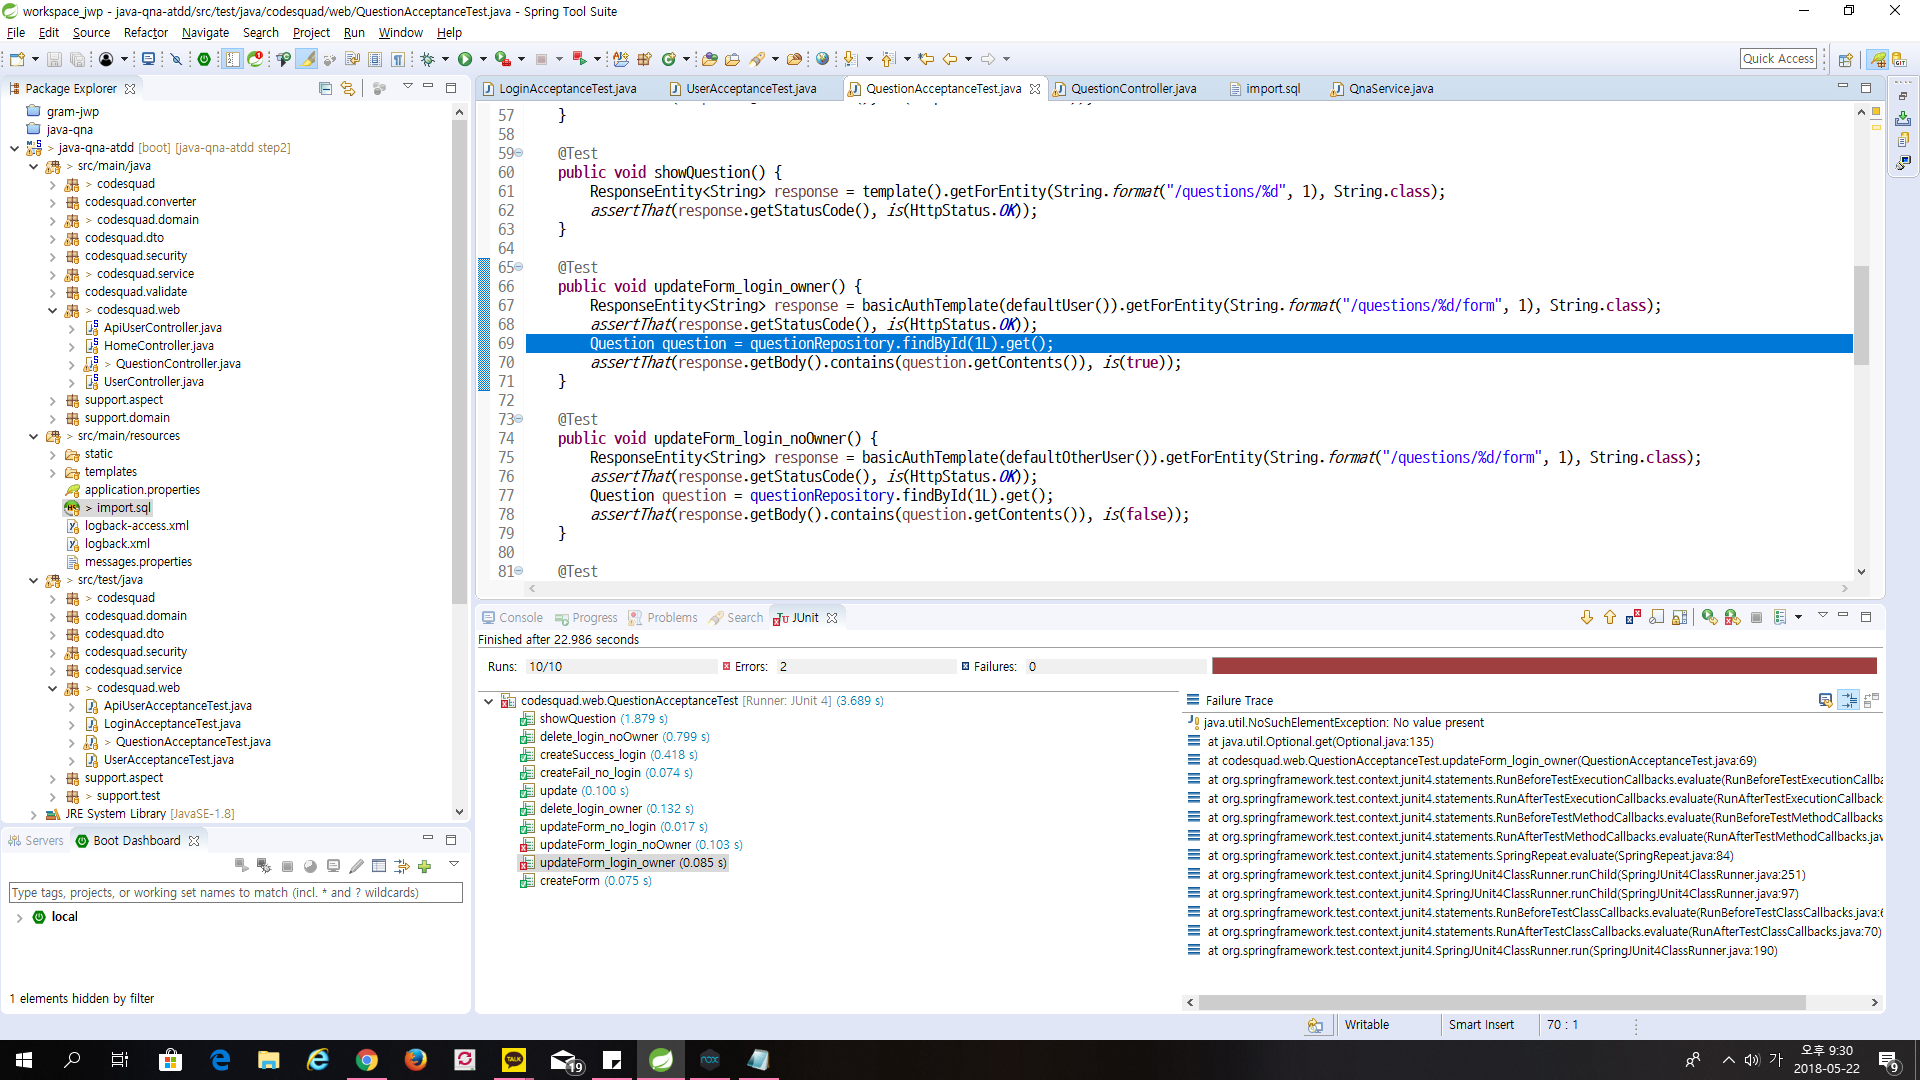 workspace_jwp - java-qna-atdd/src/test/java/codesquad/web/QuestionAcceptanceTest.java - Spring Tool Suite
File Edit Source Refactor Navigate Search Project Run Window Help
Quick Access
Package Explorer
gram-jwp
java-qna
> java-qna-atdd [boot] [java-qna-atdd step2]
> src/main/java
> codesquad
codesquad.converter
> codesquad.domain
codesquad.dto
codesquad.security
> codesquad.service
codesquad.validate
> codesquad.web
ApiUserController.java
HomeController.java
> QuestionController.java
UserController.java
support.aspect
support.domain
> src/main/resources
static
templates
application.properties
> import.sql
logback-access.xml
logback.xml
messages.properties
> src/test/java
> codesquad
codesquad.domain
codesquad.dto
codesquad.security
codesquad.service
> codesquad.web
ApiUserAcceptanceTest.java
LoginAcceptanceTest.java
> QuestionAcceptanceTest.java
UserAcceptanceTest.java
support.aspect
> support.test
JRE System Library [JavaSE-1.8]
Servers Boot Dashboard
Type tags, projects, or working set names to match (incl. * and ? wildcards)
local
1 elements hidden by filter
LoginAcceptanceTest.java UserAcceptanceTest.java QuestionAcceptanceTest.java QuestionController.java import.sql QnaService.java
57 }
58
59 @Test
60 public void showQuestion() {
61 ResponseEntity<String> response = template().getForEntity(String.format("/questions/%d", 1), String.class);
62 assertThat(response.getStatusCode(), is(HttpStatus.OK));
63 }
64
65 @Test
66 public void updateForm_login_owner() {
67 ResponseEntity<String> response = basicAuthTemplate(defaultUser()).getForEntity(String.format("/questions/%d/form", 1), String.class);
68 assertThat(response.getStatusCode(), is(HttpStatus.OK));
69 Question question = questionRepository.findById(1L).get();
70 assertThat(response.getBody().contains(question.getContents()), is(true));
71 }
72
73 @Test
74 public void updateForm_login_noOwner() {
75 ResponseEntity<String> response = basicAuthTemplate(defaultOtherUser()).getForEntity(String.format("/questions/%d/form", 1), String.class);
76 assertThat(response.getStatusCode(), is(HttpStatus.OK));
77 Question question = questionRepository.findById(1L).get();
78 assertThat(response.getBody().contains(question.getContents()), is(false));
79 }
80
81 @Test
Console Progress Problems Search JUnit
Finished after 22.986 seconds
Runs: 10/10 Errors: 2 Failures: 0
codesquad.web.QuestionAcceptanceTest [Runner: JUnit 4] (3.689 s)
showQuestion (1.879 s)
delete_login_noOwner (0.799 s)
createSuccess_login (0.418 s)
createFail_no_login (0.074 s)
update (0.100 s)
delete_login_owner (0.132 s)
updateForm_no_login (0.017 s)
updateForm_login_noOwner (0.103 s)
updateForm_login_owner (0.085 s)
createForm (0.075 s)
Failure Trace
java.util.NoSuchElementException: No value present
at java.util.Optional.get(Optional.java:135)
at codesquad.web.QuestionAcceptanceTest.updateForm_login_owner(QuestionAcceptanceTest.java:69)
at org.springframework.test.context.junit4.statements.RunBeforeTestExecutionCallbacks.evaluate(RunBeforeTestExecutionCallba
at org.springframework.test.context.junit4.statements.RunAfterTestExecutionCallbacks.evaluate(RunAfterTestExecutionCallback
at org.springframework.test.context.junit4.statements.RunBeforeTestMethodCallbacks.evaluate(RunBeforeTestMethodCallbacks
at org.springframework.test.context.junit4.statements.RunAfterTestMethodCallbacks.evaluate(RunAfterTestMethodCallbacks.jav
at org.springframework.test.context.junit4.statements.SpringRepeat.evaluate(SpringRepeat.java:84)
at org.springframework.test.context.junit4.SpringJUnit4ClassRunner.runChild(SpringJUnit4ClassRunner.java:251)
at org.springframework.test.context.junit4.SpringJUnit4ClassRunner.runChild(SpringJUnit4ClassRunner.java:97)
at org.springframework.test.context.junit4.statements.RunBeforeTestClassCallbacks.evaluate(RunBeforeTestClassCallbacks.java:6
at org.springframework.test.context.junit4.statements.RunAfterTestClassCallbacks.evaluate(RunAfterTestClassCallbacks.java:70)
at org.springframework.test.context.junit4.SpringJUnit4ClassRunner.run(SpringJUnit4ClassRunner.java:190)
Writable Smart Insert 70 : 1
TALK 19 nox 가 오후 9:30
2018-05-22 9